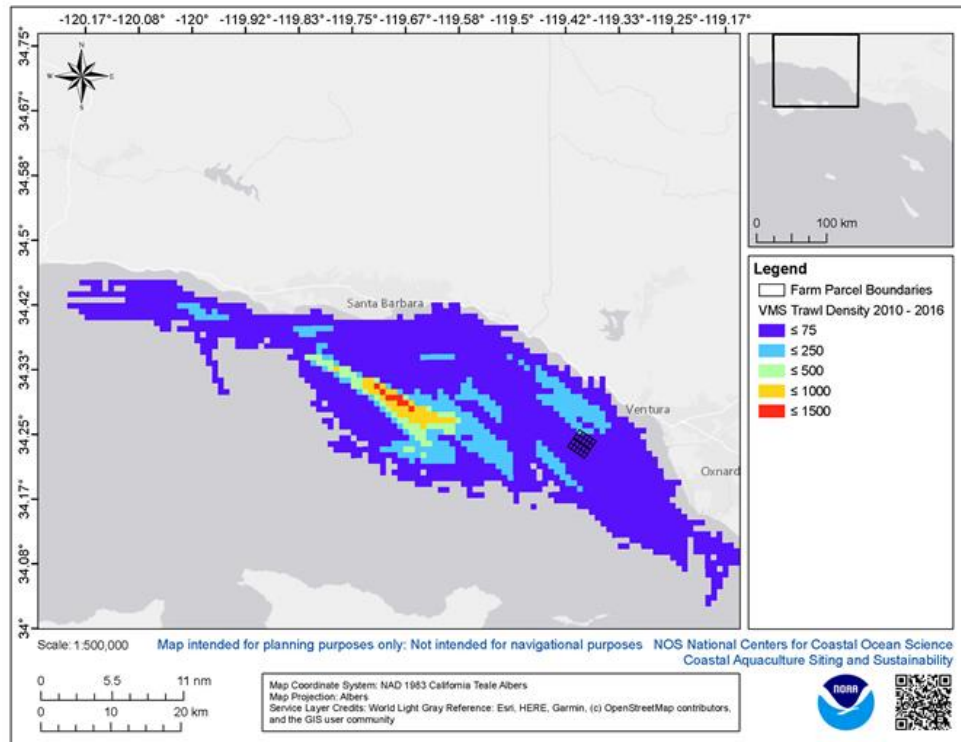 -120.17° -120.08° -120° -119.92° -119.75° -119.67° -119.58° -119.5° -119.42° -119.33° -119.25° -119.17°
34.75°
34.67°
34.58°
34.5°
34.42°
34.33°
34.25°
34.17°
34.08°
34°
N
W E
S
Santa Barbara
Ventura
Oxnard
0 100 km
Legend
Farm Parcel Boundaries
VMS Trawl Density 2010 - 2016
≤ 75
≤ 250
≤ 500
≤ 1000
≤ 1500
Scale: 1:500,000
Map intended for planning purposes only: Not intended for navigational purposes
NOS National Centers for Coastal Ocean Science
Coastal Aquaculture Siting and Sustainability
0 5.5 11 nm
0 10 20 km
Map Coordinate System: NAD 1983 California Teale Albers
Map Projection: Albers
Service Layer Credits: World Light Gray Reference: Esri, HERE, Garmin, (c) OpenStreetMap contributors,
and the GIS user community
NOAA